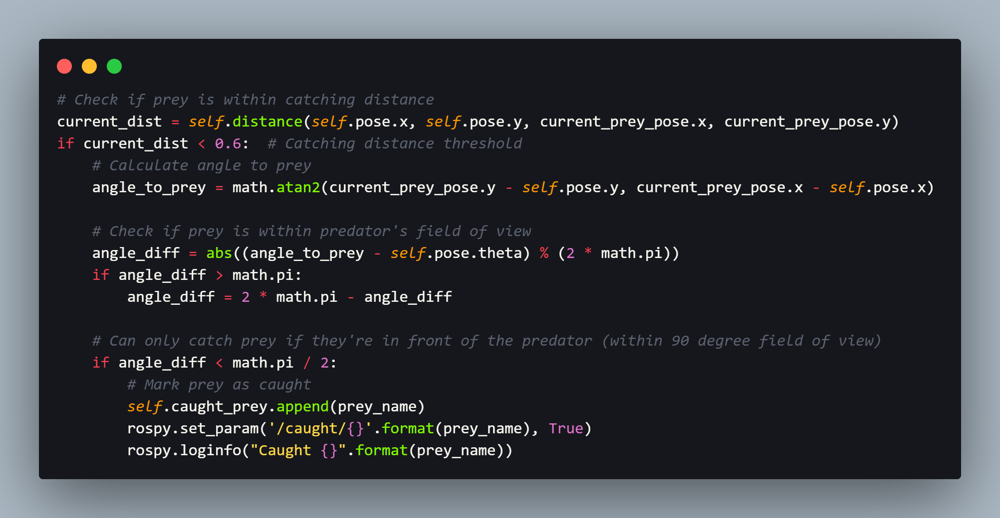 # Check if prey is within catching distance
current_dist = self.distance(self.pose.x, self.pose.y, current_prey_pose.x, current_prey_pose.y)
if current_dist < 0.6:  # Catching distance threshold
    # Calculate angle to prey
    angle_to_prey = math.atan2(current_prey_pose.y - self.pose.y, current_prey_pose.x - self.pose.x)

    # Check if prey is within predator's field of view
    angle_diff = abs((angle_to_prey - self.pose.theta) % (2 * math.pi))
    if angle_diff > math.pi:
        angle_diff = 2 * math.pi - angle_diff

    # Can only catch prey if they're in front of the predator (within 90 degree field of view)
    if angle_diff < math.pi / 2:
        # Mark prey as caught
        self.caught_prey.append(prey_name)
        rospy.set_param('/caught/{}'.format(prey_name), True)
        rospy.loginfo("Caught {}".format(prey_name))